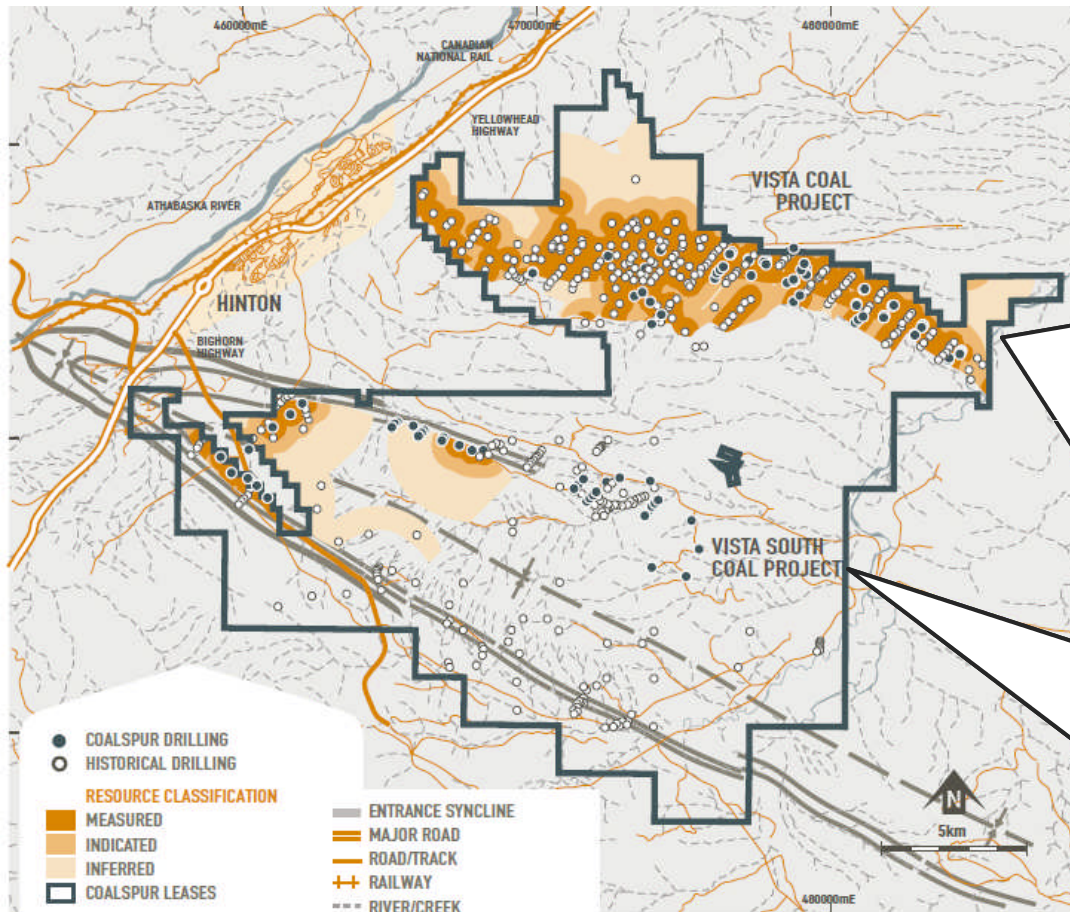 460000mE
470000mE
480000mE
CANADIAN
NATIONAL RAIL
YELLOWHEAD
HIGHWAY
VISTA COAL
PROJECT
ATHABASKA RIVER
HINTON
BIGHORN
HIGHWAY
VISTA SOUTH
COAL PROJECT
COALSPUR DRILLING
HISTORICAL DRILLING
RESOURCE CLASSIFICATION
MEASURED
INDICATED
INFERRED
COALSPUR LEASES
ENTRANCE SYNCLINE
MAJOR ROAD
ROAD/TRACK
RAILWAY
RIVER/CREEK
N
5km
480000mE